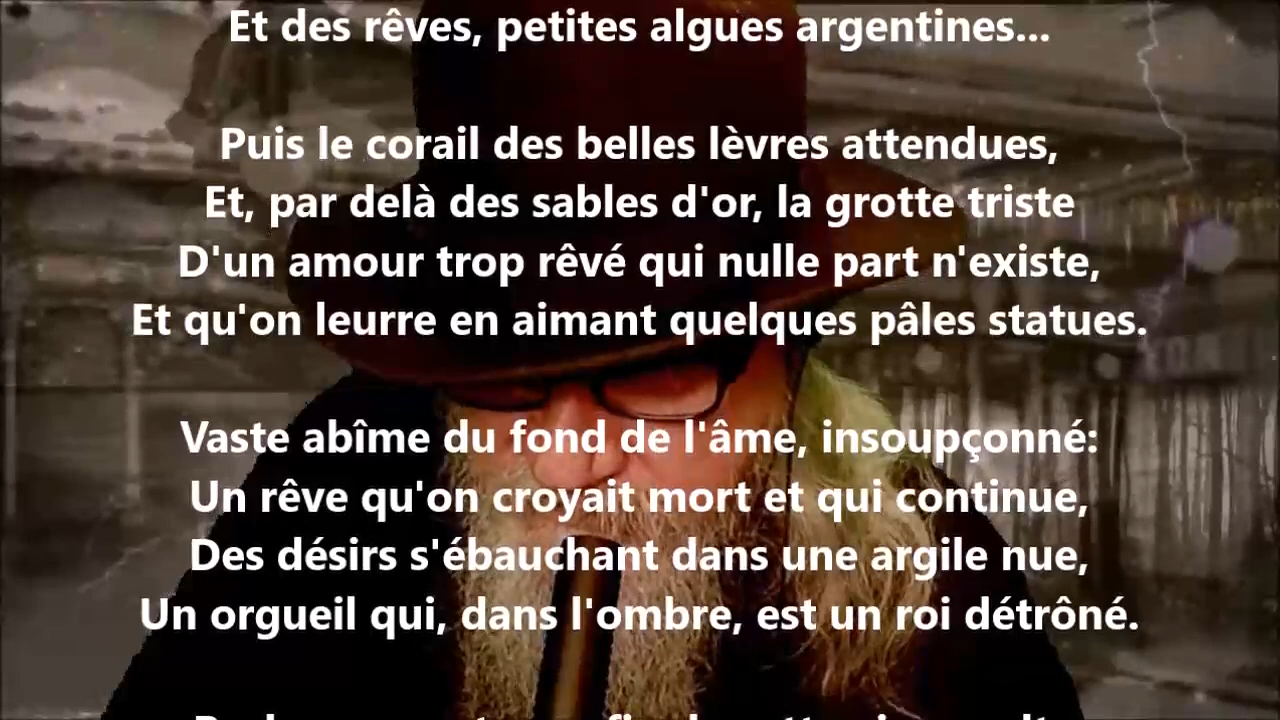 Et des rêves, petites algues argentines...
Puis le corail des belles lèvres attendues,
Et, par delà des sables d'or, la grotte triste
D'un amour trop rêvé qui nulle part n'existe,
Et qu'on leurre en aimant quelques pâles statues.
Vaste abîme du fond de l'âme, insoupçonné:
Un rêve qu'on croyait mort et qui continue,
Des désirs s'ébauchant dans une argile nue,
Un orgueil qui, dans l'ombre, est un roi détrôné.